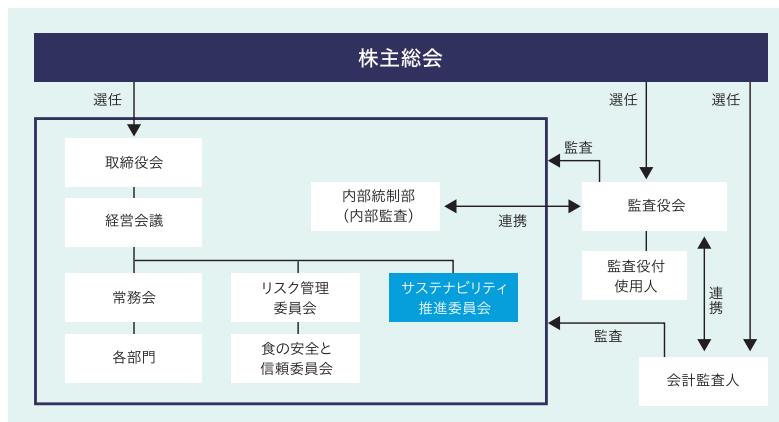 株主総会
選任
選任
選任
取締役会
監査
内部統制部
（内部監査）
連携
監査役会
経営会議
監査役付
使用人
常務会
リスク管理
委員会
サステナビリティ
推進委員会
連
携
監査
各部門
食の安全と
信頼委員会
会計監査人